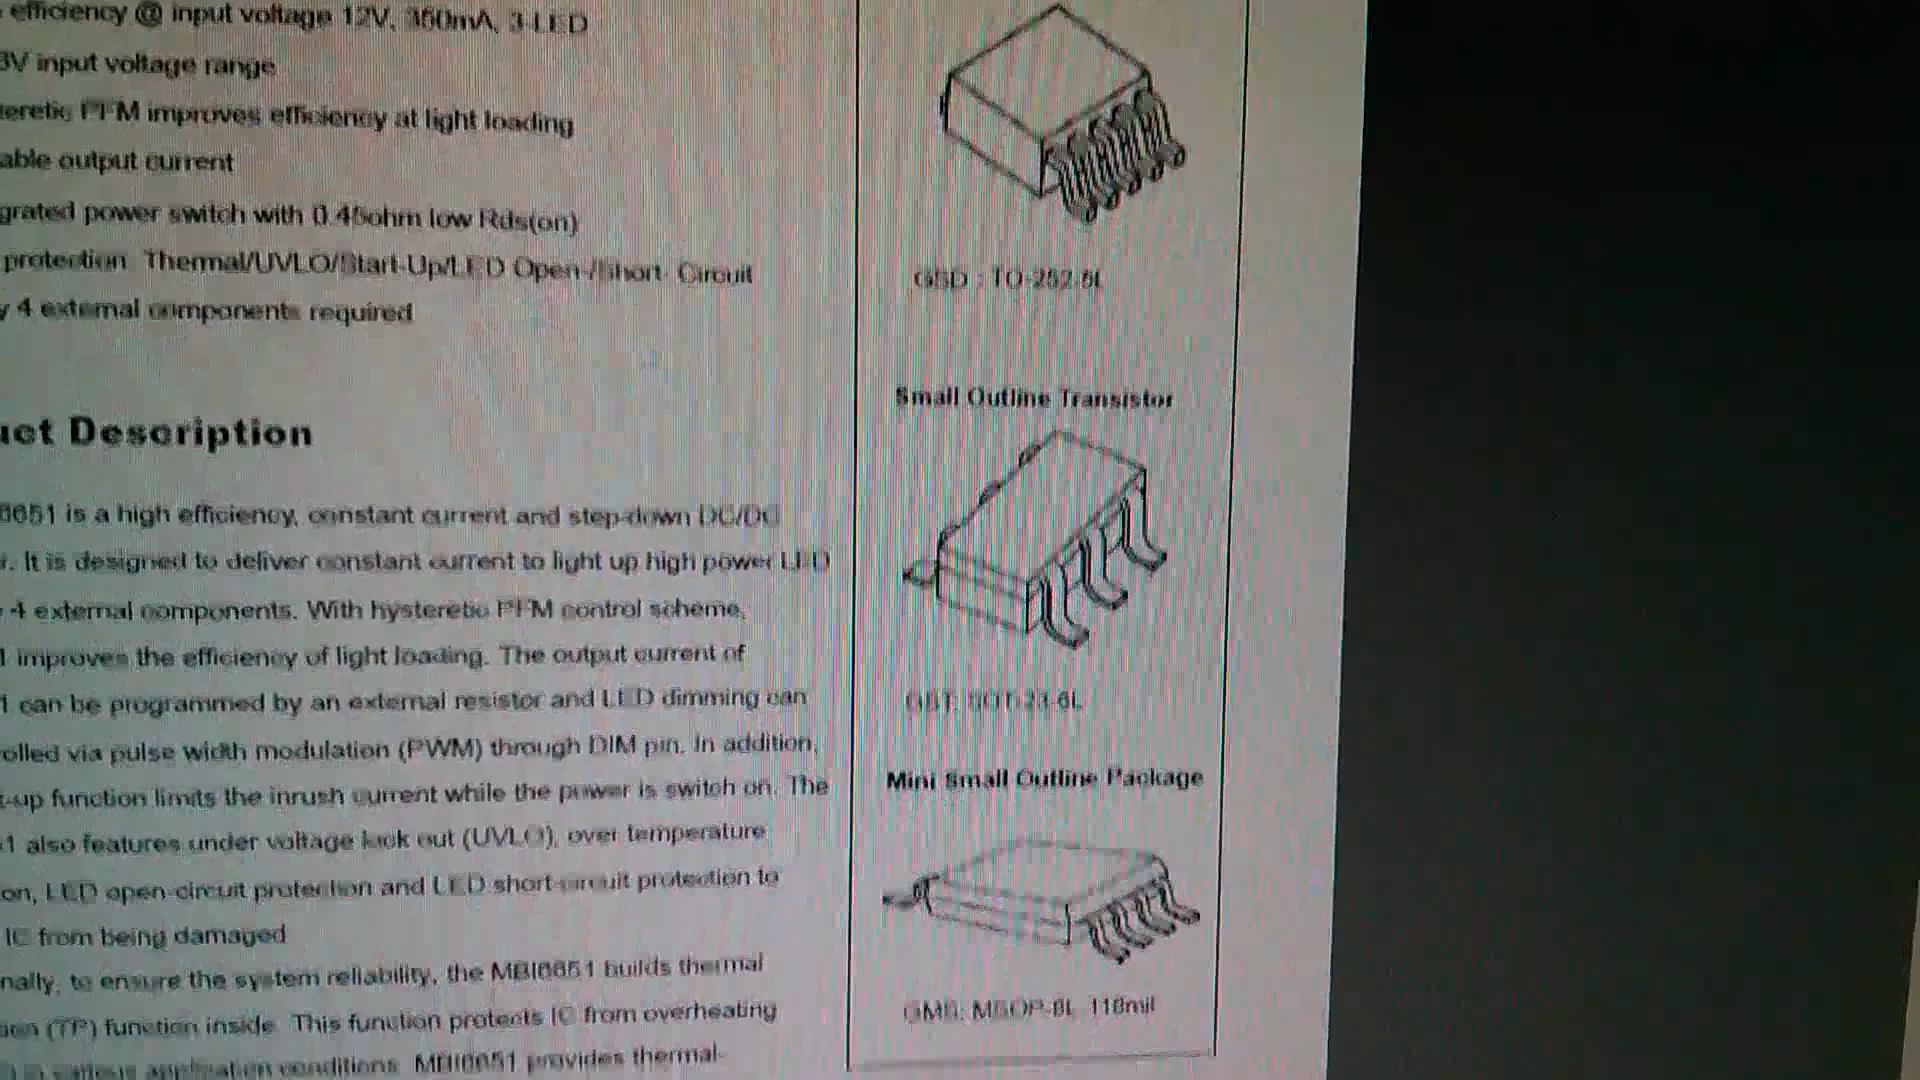 efficiency @ input voltage 12V, 350mA, 3-LED
3V input voltage range
teretic PFM improves efficiency at light loading
able output current
grated power switch with 0.45ohm low Rds(on)
protection Thermal/UVLO/Start-Up/LED Open-/Short- Circuit
y 4 external components required
uct Description
6651 is a high efficiency, constant current and step-down DC/DC
r. It is designed to deliver constant current to light up high power LED
4 external components. With hysteretic PFM control scheme,
1 improves the efficiency of light loading. The output current of
1 can be programmed by an external resistor and LED dimming can
rolled via pulse width modulation (PWM) through DIM pin. In addition,
t-up function limits the inrush current while the power is switch on. The
1 also features under voltage lock out (UVLO), over temperature
on, LED open-circuit protection and LED short-circuit protection to
IC from being damaged
nally, to ensure the system reliability, the MBI6651 builds thermal
ion (TP) function inside. This function protects IC from overheating
various application conditions. MBI6651 provides thermal-
GSD : TO-252-5L
Small Outline Transistor
GST: SOT-23-6L
Mini Small Outline Package
GMS: MSOP-8L 118mil